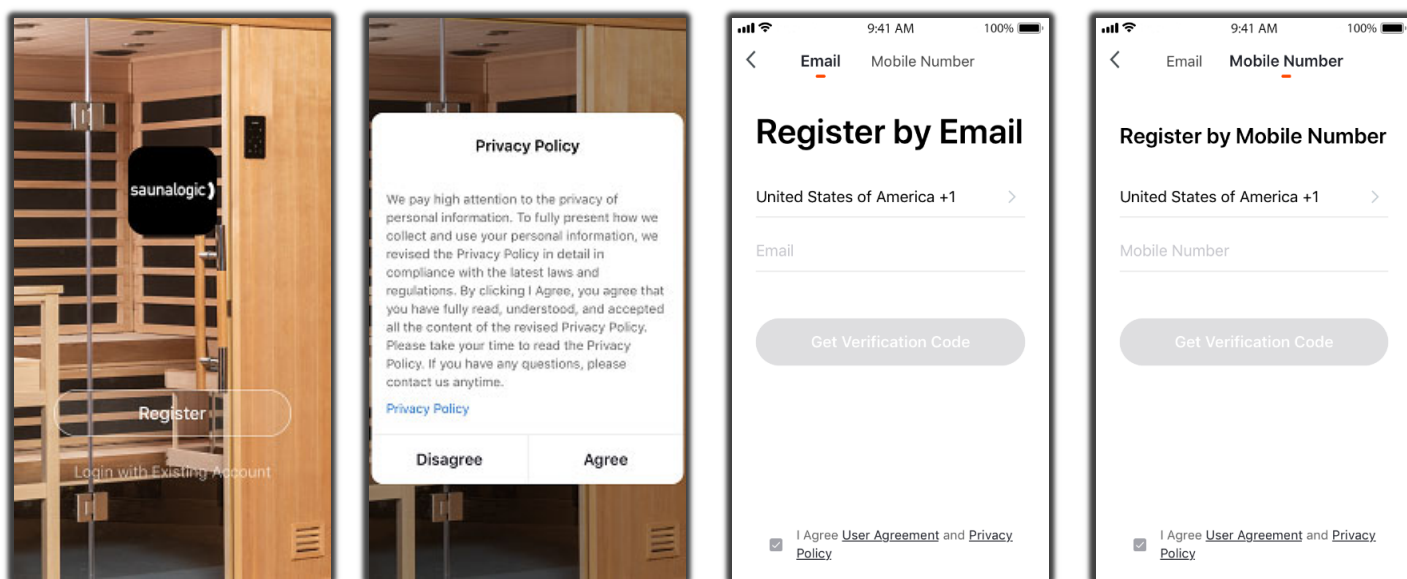 saunalogic
Register
Login with Existing Account
Privacy Policy
We pay high attention to the privacy of
personal information. To fully present how we
collect and use your personal information, we
revised the Privacy Policy in detail in
compliance with the latest laws and
regulations. By clicking I Agree, you agree that
you have fully read, understood, and accepted
all the content of the revised Privacy Policy.
Please take your time to read the Privacy
Policy. If you have any questions, please
contact us anytime.
Privacy Policy
Disagree Agree
9:41 AM 100%
Email Mobile Number
Register by Email
United States of America +1
Email
Get Verification Code
I Agree User Agreement and Privacy
Policy
9:41 AM 100%
Email Mobile Number
Register by Mobile Number
United States of America +1
Mobile Number
Get Verification Code
I Agree User Agreement and Privacy
Policy